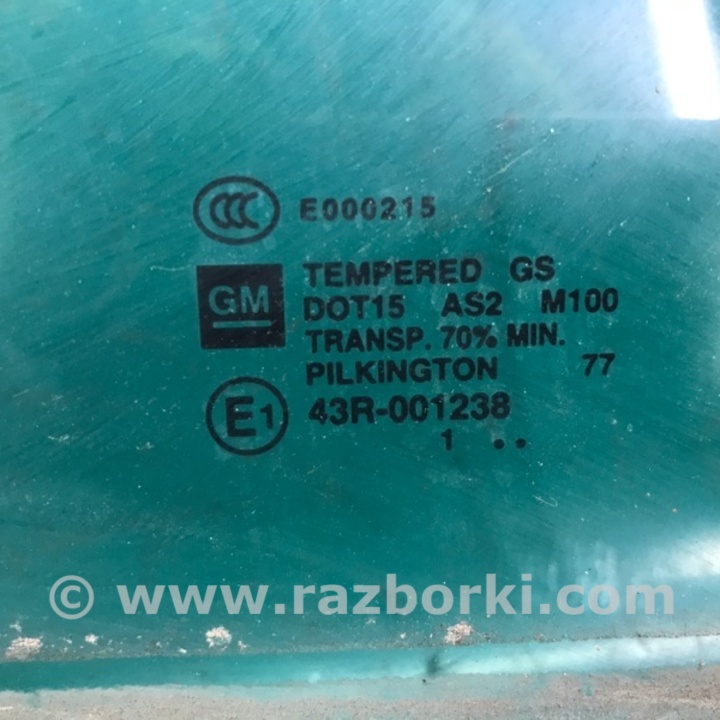 CCC E000215
GM
TEMPERED GS
DOT15 AS2 M100
TRANSP. 70% MIN.
PILKINGTON 77
E1 43R-001238
1 ..
© www.razborki.com